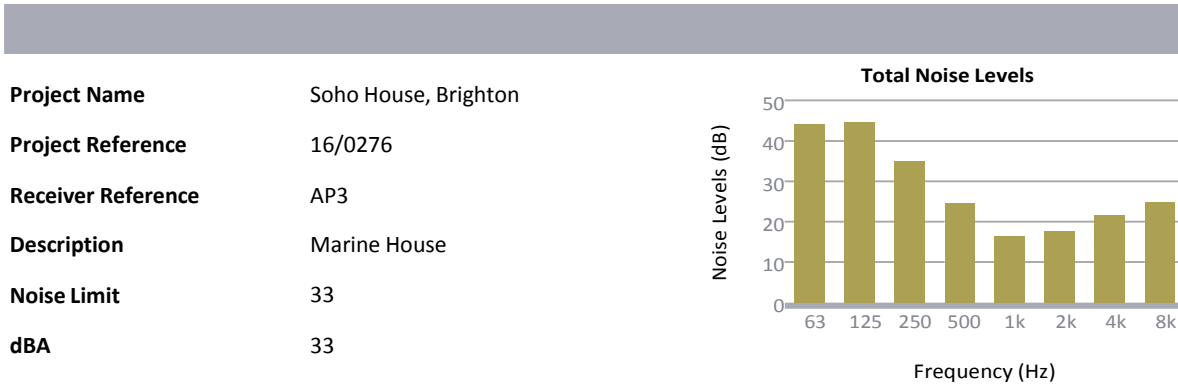 Project Name Soho House, Brighton
Project Reference 16/0276
Receiver Reference AP3
Description Marine House
Noise Limit 33
dBA 33
Total Noise Levels
Noise Levels (dB)
50
40
30
20
10
0
63 125 250 500 1k 2k 4k 8k
Frequency (Hz)